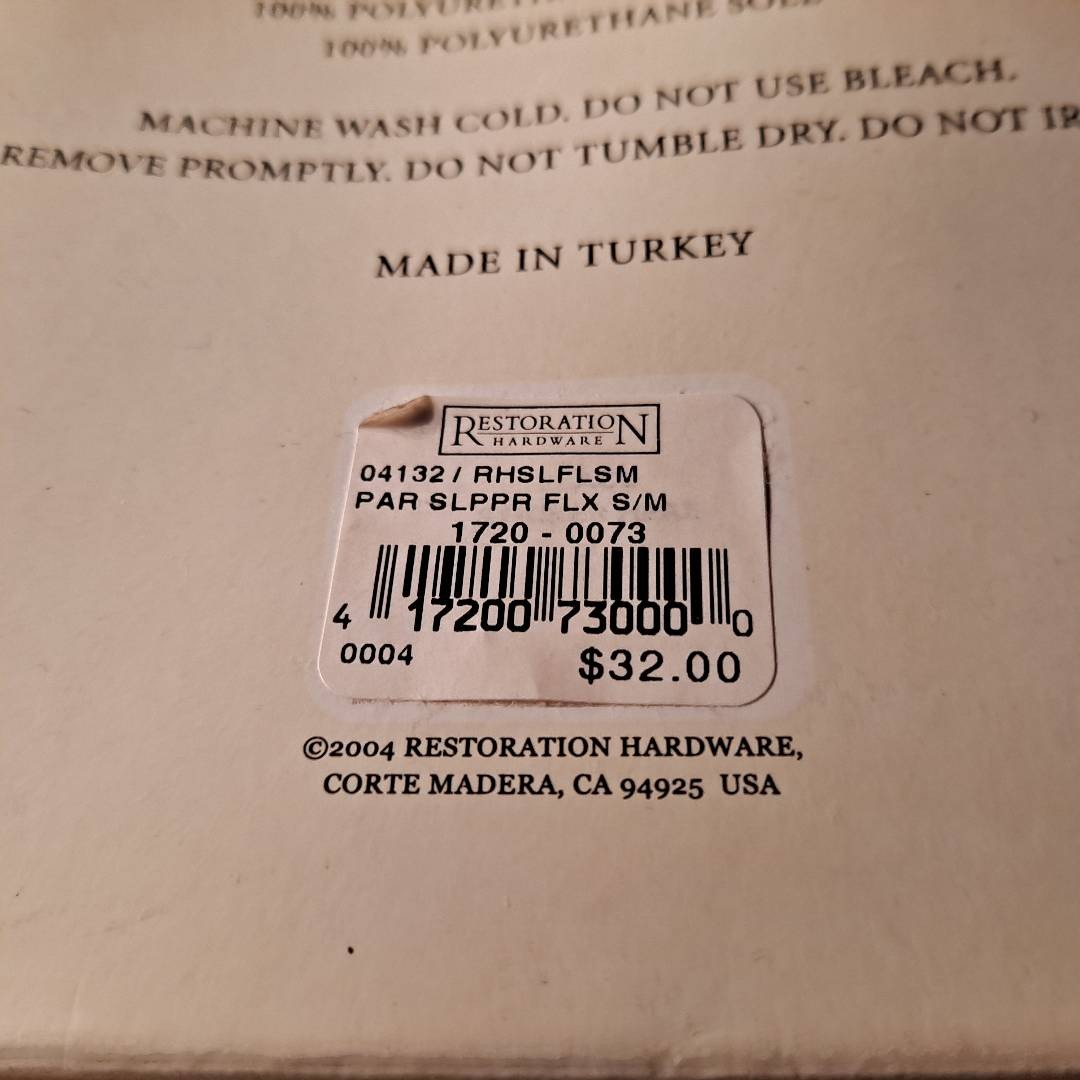 100%
100% POLYURETHANE SOLE
MACHINE WASH COLD. DO NOT USE BLEACH.
REMOVE PROMPTLY. DO NOT TUMBLE DRY. DO NOT IR
MADE IN TURKEY
RESTORATION
HARDWARE
04132 / RHSLFLSM
PAR SLPPR FLX S/M
1720 - 0073
4 17200 73000 0
0004 $32.00
©2004 RESTORATION HARDWARE,
CORTE MADERA, CA 94925 USA